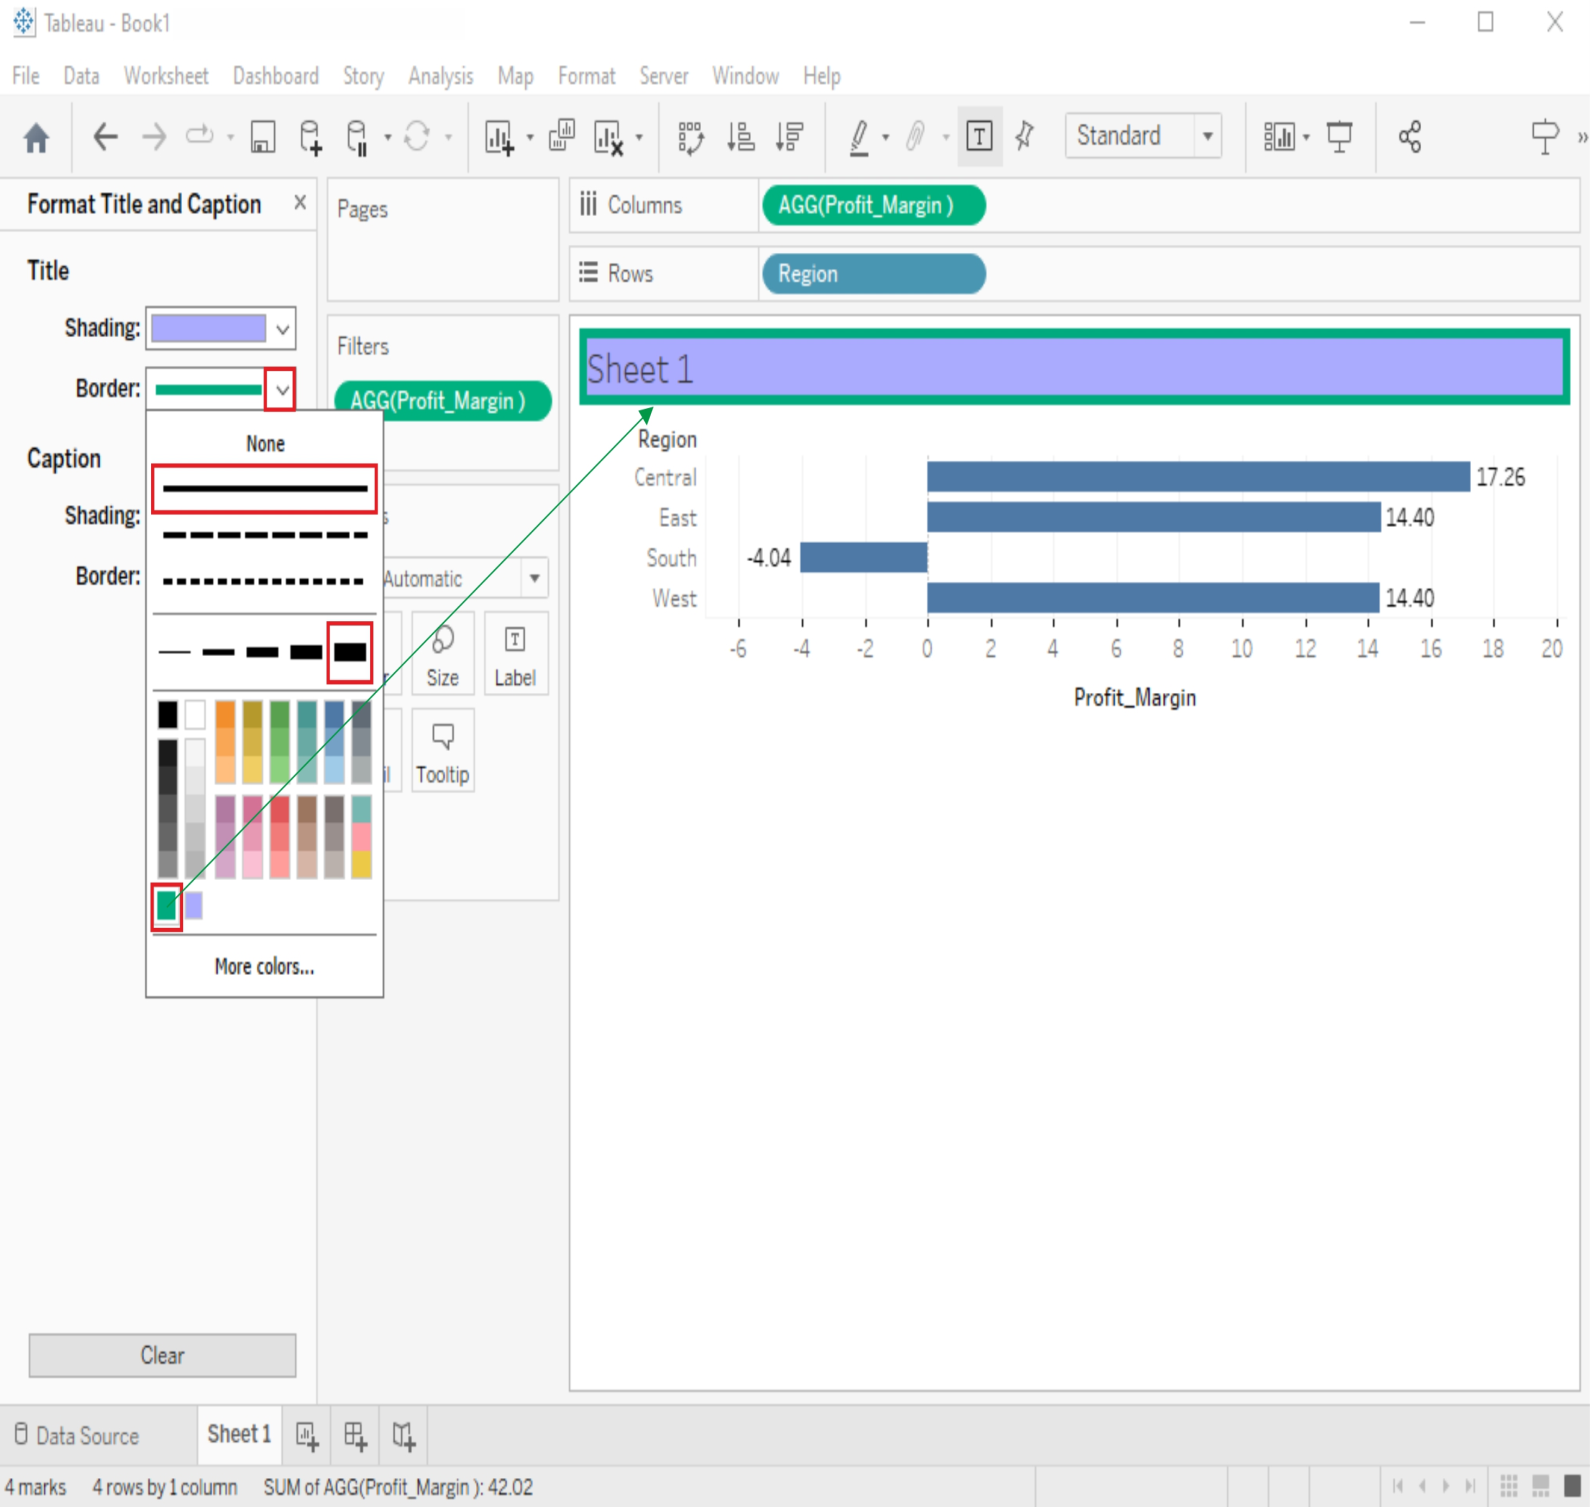 Tableau - Book1
File Data Worksheet Dashboard Story Analysis Map Format Server Window Help
Standard
Format Title and Caption
Title
Shading:
Border:
None
Caption
Shading:
Border:
More colors...
Clear
Pages
Filters
AGG(Profit_Margin )
Automatic
Size
Label
Tooltip
Columns
AGG(Profit_Margin )
Rows
Region
Sheet 1
Region
Central 17.26
East 14.40
South -4.04
West 14.40
-6 -4 -2 0 2 4 6 8 10 12 14 16 18 20
Profit_Margin
Data Source
Sheet 1
4 marks 4 rows by 1 column SUM of AGG(Profit_Margin ): 42.02